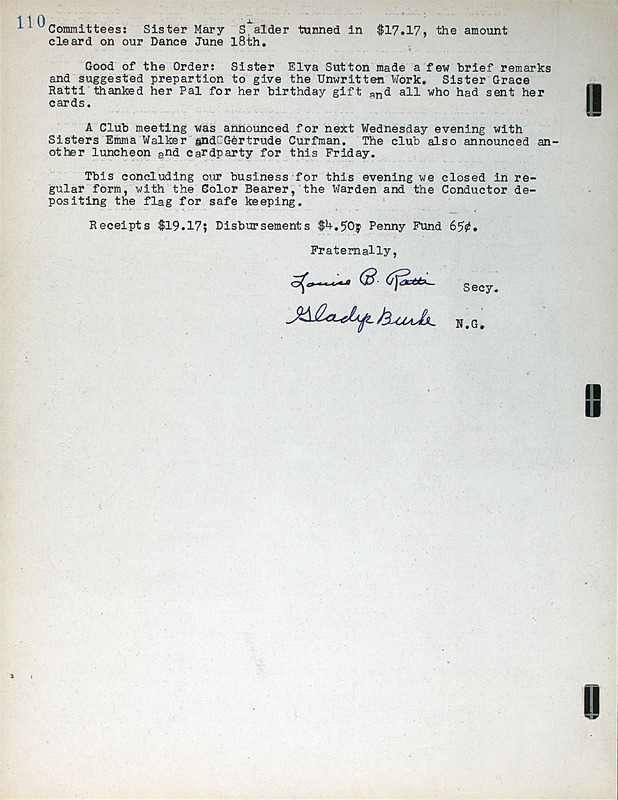 110
Committees: Sister Mary Stalder tunned in $17.17, the amount
cleard on our Dance June 18th.
Good of the Order: Sister Elva Sutton made a few brief remarks
and suggested prepartion to give the Unwritten Work. Sister Grace
Ratti thanked her Pal for her birthday gift and all who had sent her
cards.
A Club meeting was announced for next Wednesday evening with
Sisters Emma Walker and Gertrude Curfman. The club also announced an-
other luncheon and cardparty for this Friday.
Tbis concluding our business for this evening we closed in re-
gular form, with the Color Bearer, the Warden and the Conductor de-
positing the flag for safe keeping.
Receipts $19.17; Disbursements $4.50; Penny Fund 65¢.
Fraternally,
Louise B. Ratti Secy.
Gladys Burke N.G.